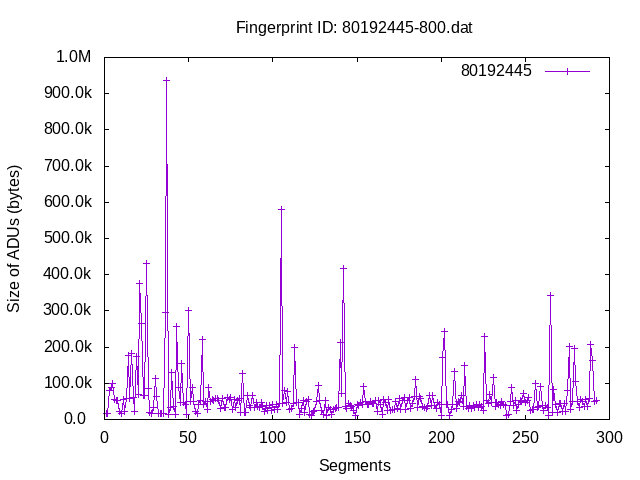 Fingerprint ID: 80192445-800.dat
1.0M
900.0k
800.0k
700.0k
600.0k
500.0k
400.0k
300.0k
200.0k
100.0k
0.0
0 50 100 150 200 250 300
Size of ADUs (bytes)
Segments
80192445